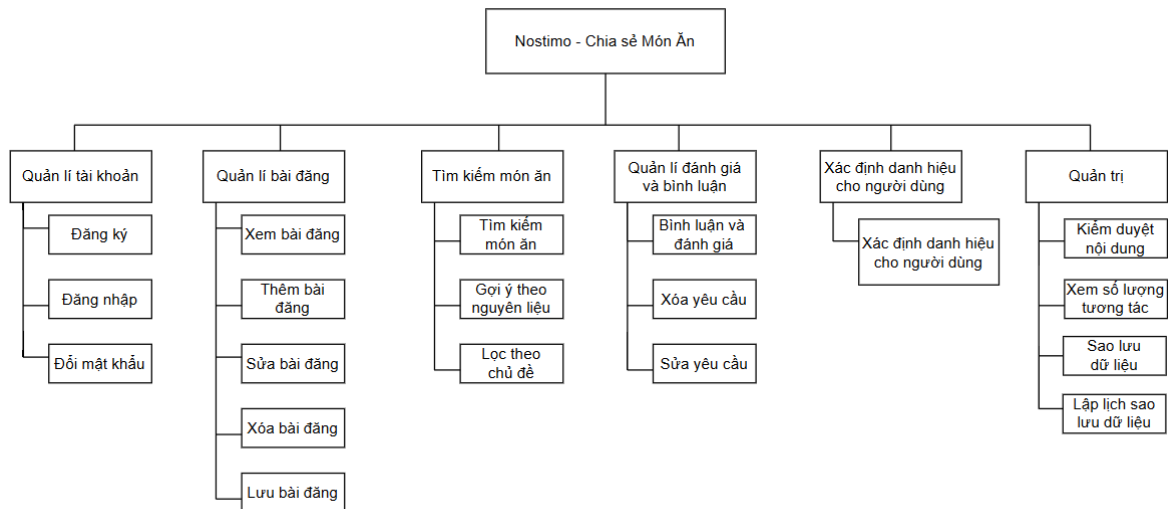 Nostimo - Chia sẻ Món Ăn
Quản lí tài khoản
Đăng ký
Đăng nhập
Đổi mật khẩu
Quản lí bài đăng
Xem bài đăng
Thêm bài
đăng
Sửa bài đăng
Xóa bài đăng
Lưu bài đăng
Tìm kiếm món ăn
Tìm kiếm
món ăn
Gợi ý theo
nguyên liệu
Lọc theo
chủ đề
Quản lí đánh giá
và bình luận
Bình luận và
đánh giá
Xóa yêu cầu
Sửa yêu cầu
Xác định danh hiệu
cho người dùng
Xác định danh hiệu
cho người dùng
Quản trị
Kiểm duyệt
nội dung
Xem số lượng
tương tác
Sao lưu
dữ liệu
Lập lịch sao
lưu dữ liệu